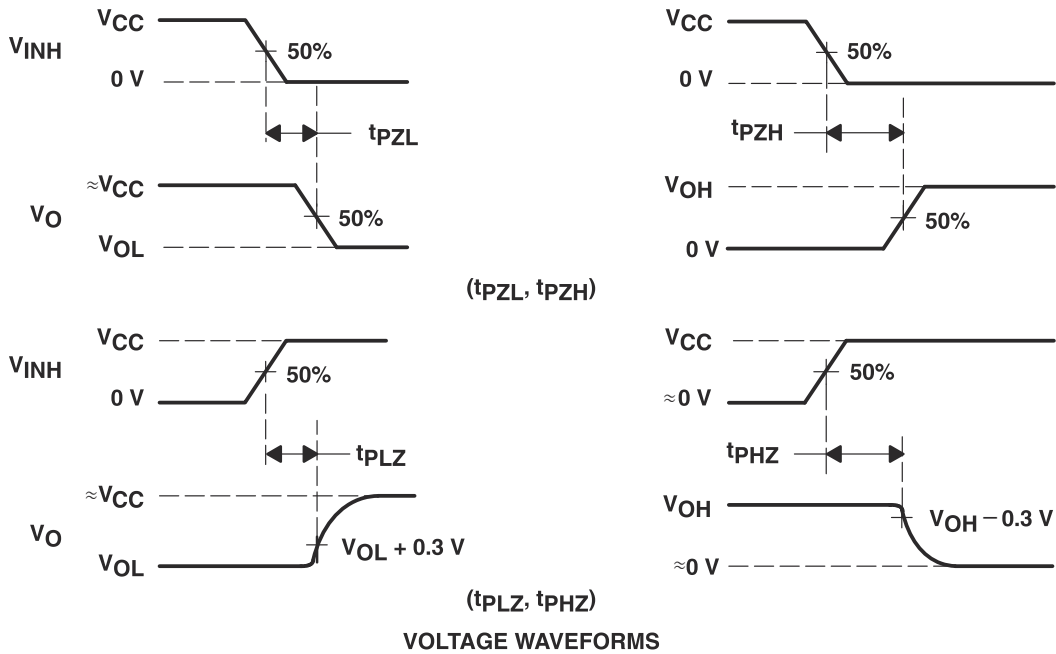 VCC
VINH
50%
0 V
tPZL
≈VCC
VO
50%
VOL
VCC
50%
0 V
tPZH
VOH
50%
0 V
(tPZL, tPZH)
VCC
VINH
50%
0 V
tPLZ
≈VCC
VO
VOL + 0.3 V
VOL
VCC
50%
≈0 V
tPHZ
VOH
VOH – 0.3 V
≈0 V
(tPLZ, tPHZ)
VOLTAGE WAVEFORMS